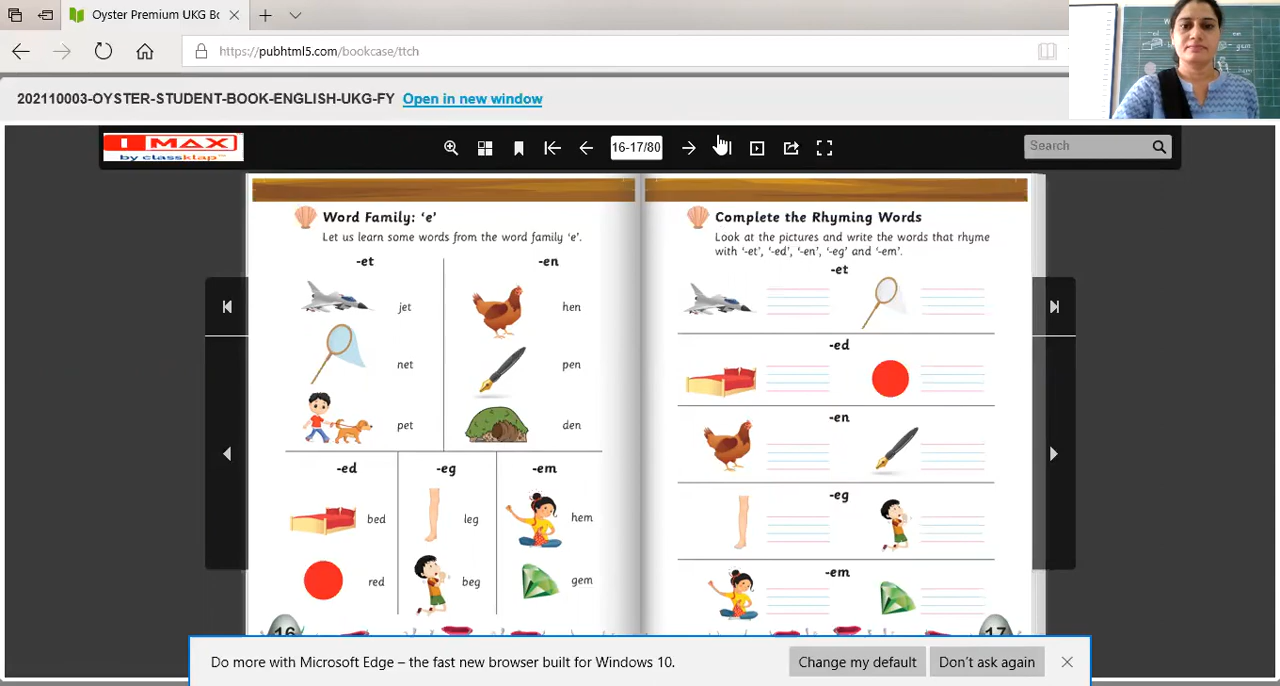 Oyster Premium UKG Bo
https://pubhtml5.com/bookcase/ttch
202110003-OYSTER-STUDENT-BOOK-ENGLISH-UKG-FY Open in new window
I MAX
by classklap™
16-17/80
Search
Word Family: ‘e’
Let us learn some words from the word family ‘e’.
-et
-en
jet
hen
net
pen
pet
den
-ed
-eg
-em
bed
leg
hem
red
beg
gem
16
Complete the Rhyming Words
Look at the pictures and write the words that rhyme
with ‘-et’, ‘-ed’, ‘-en’, ‘-eg’ and ‘-em’.
-et
-ed
-en
-eg
-em
17
Do more with Microsoft Edge – the fast new browser built for Windows 10.
Change my default
Don't ask again